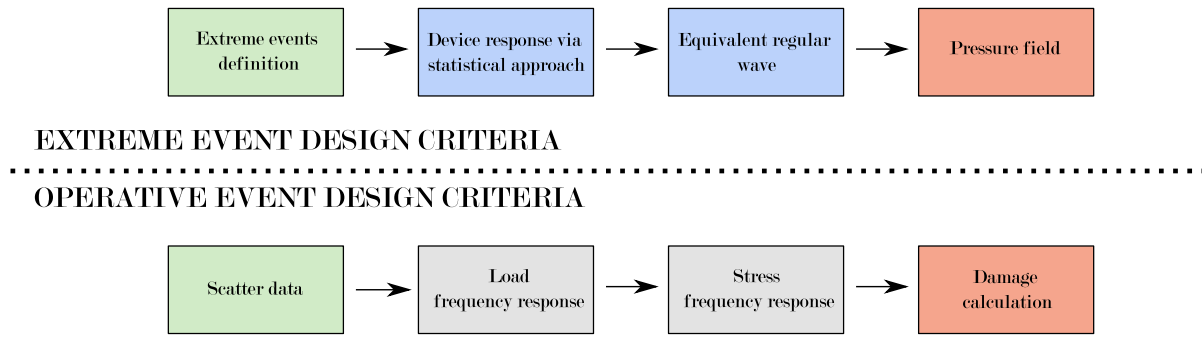 Extreme events
definition
Device response via
statistical approach
Equivalent regular
wave
Pressure field
EXTREME EVENT DESIGN CRITERIA
OPERATIVE EVENT DESIGN CRITERIA
Scatter data
Load
frequency response
Stress
frequency response
Damage
calculation